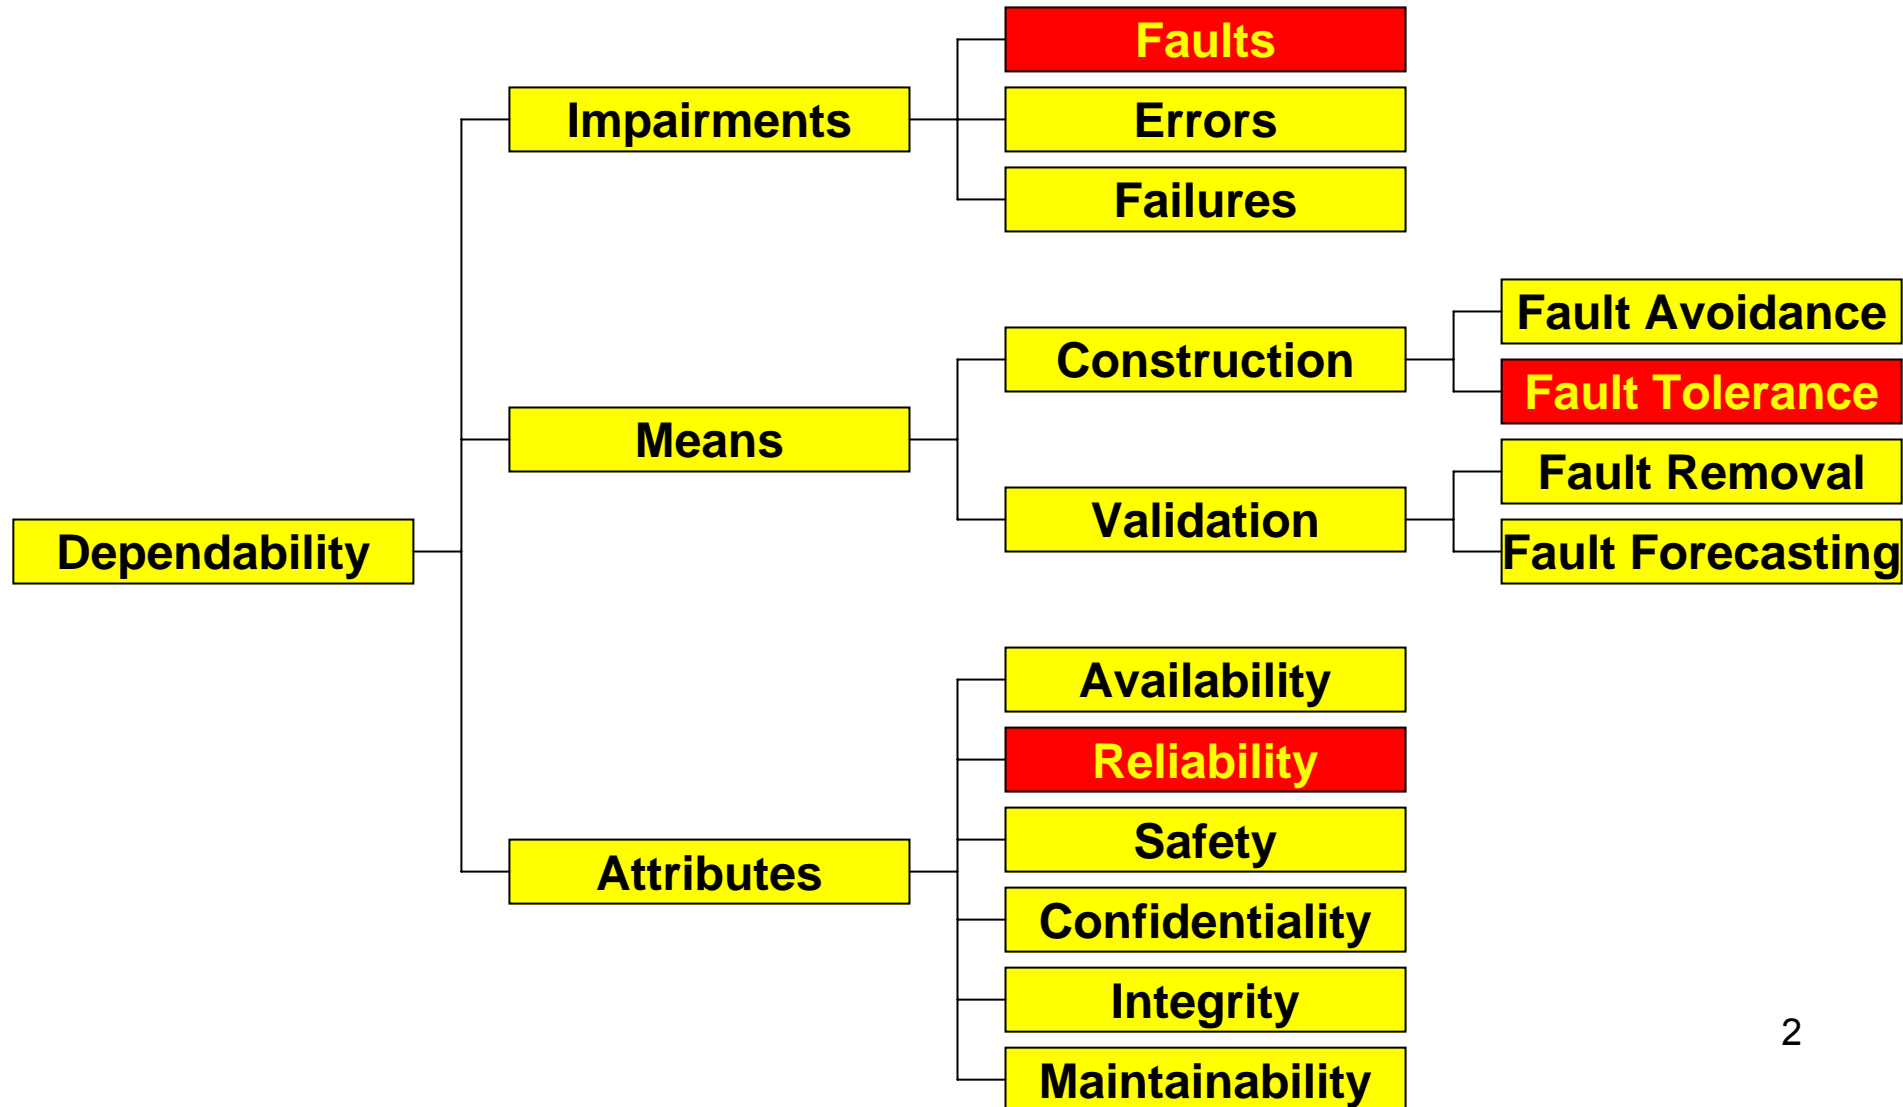 Dependability
Impairments
Faults
Errors
Failures
Means
Construction
Fault Avoidance
Fault Tolerance
Validation
Fault Removal
Fault Forecasting
Attributes
Availability
Reliability
Safety
Confidentiality
Integrity
Maintainability
2